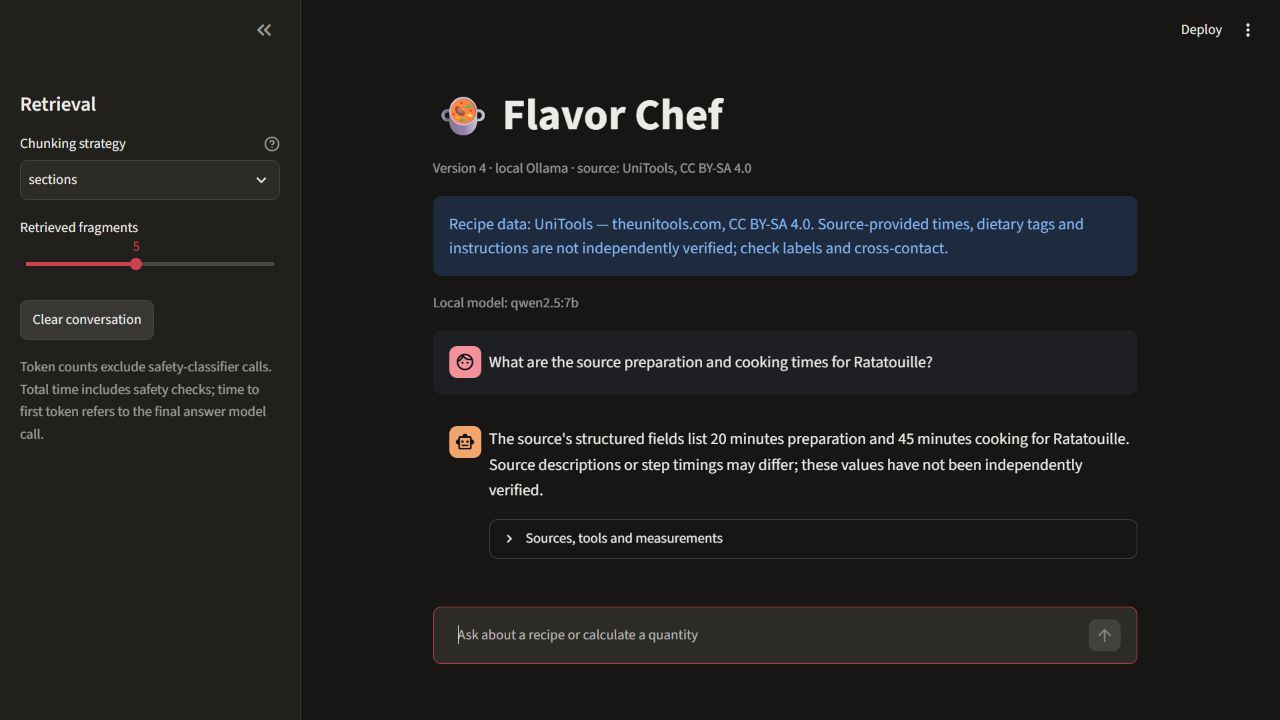 Deploy
Retrieval
Chunking strategy
sections
Retrieved fragments
5
Clear conversation
Token counts exclude safety-classifier calls.
Total time includes safety checks; time to
first token refers to the final answer model
call.
Flavor Chef
Version 4 · local Ollama · source: UniTools, CC BY-SA 4.0
Recipe data: UniTools — theunitools.com, CC BY-SA 4.0. Source-provided times, dietary tags and
instructions are not independently verified; check labels and cross-contact.
Local model: qwen2.5:7b
What are the source preparation and cooking times for Ratatouille?
The source's structured fields list 20 minutes preparation and 45 minutes cooking for Ratatouille.
Source descriptions or step timings may differ; these values have not been independently
verified.
Sources, tools and measurements
Ask about a recipe or calculate a quantity